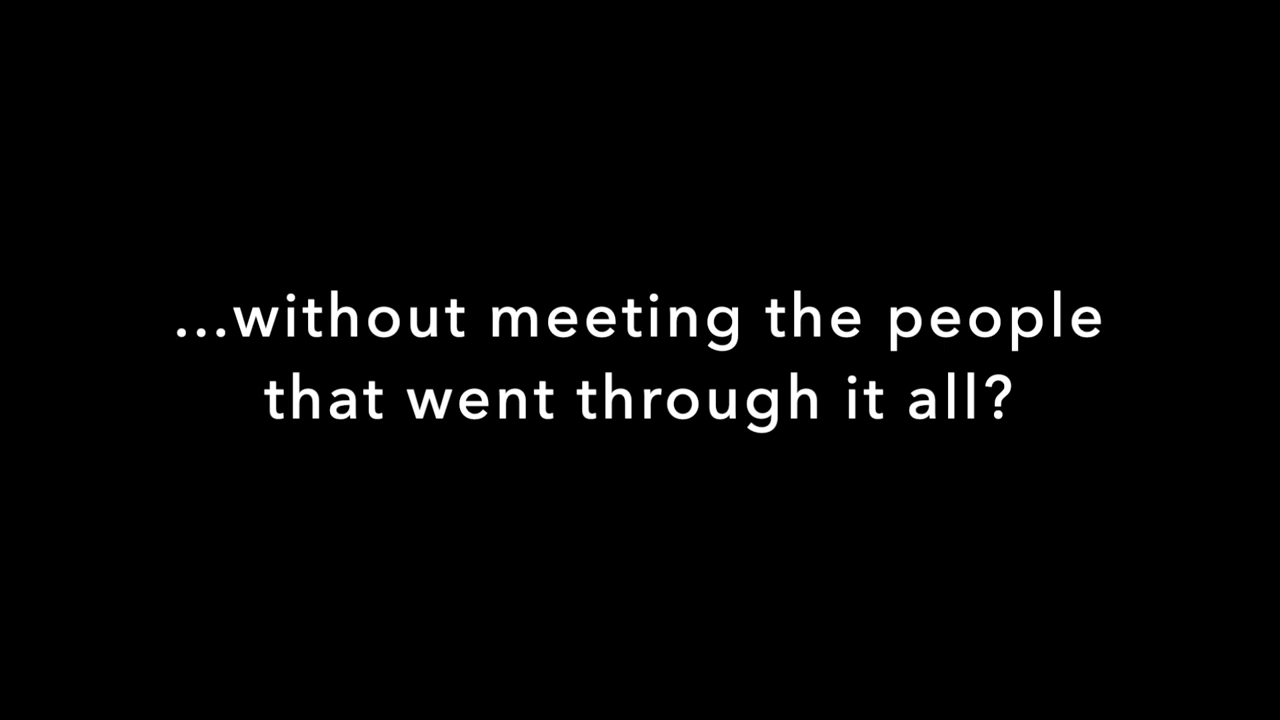 ...without meeting the people
that went through it all?